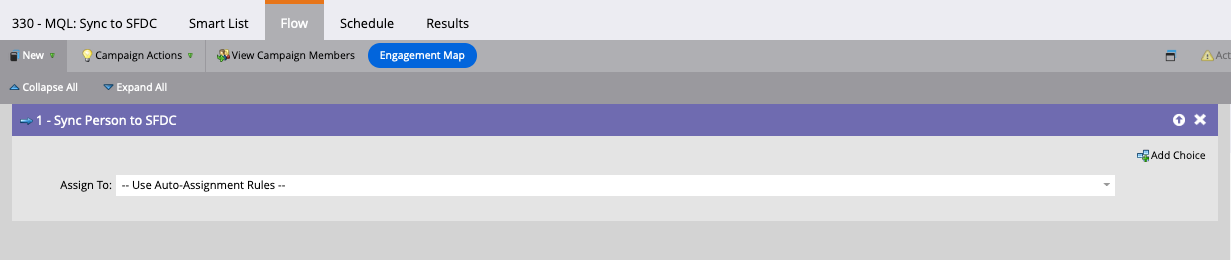 330 - MQL: Sync to SFDC Smart List Flow Schedule Results
New Campaign Actions View Campaign Members Engagement Map Act
Collapse All Expand All
1 - Sync Person to SFDC
Add Choice
Assign To: -- Use Auto-Assignment Rules --